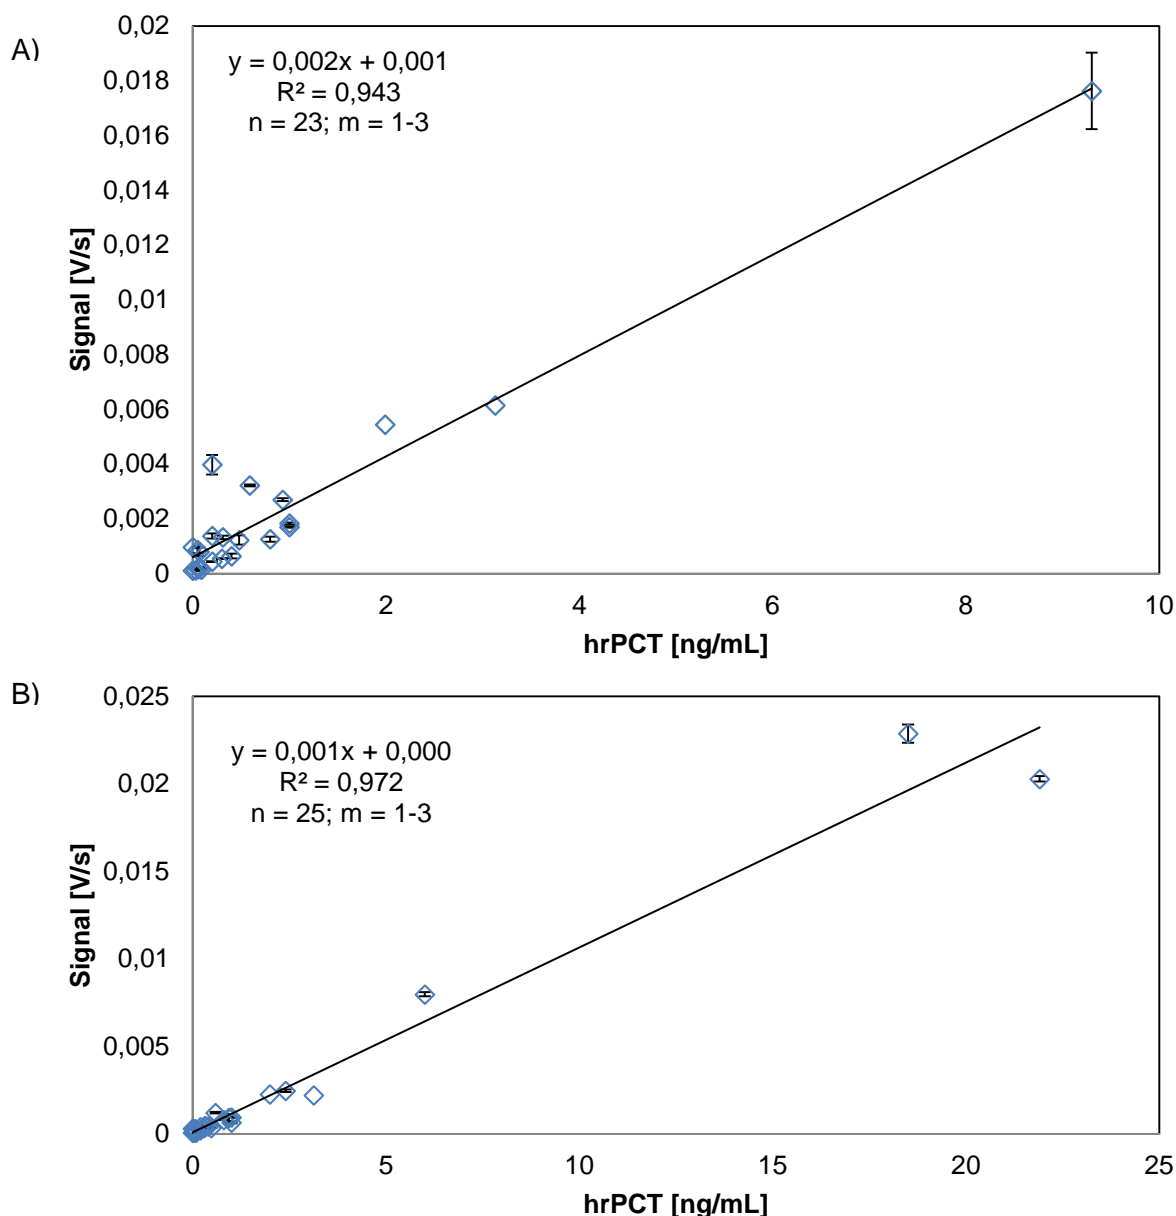 A)
y = 0,002x + 0,001
R² = 0,943
n = 23; m = 1-3
0,02
0,018
0,016
0,014
0,012
0,01
0,008
0,006
0,004
0,002
0
Signal [V/s]
0 2 4 6 8 10
hrPCT [ng/mL]
B)
y = 0,001x + 0,000
R² = 0,972
n = 25; m = 1-3
0,025
0,02
0,015
0,01
0,005
0
Signal [V/s]
0 5 10 15 20 25
hrPCT [ng/mL]